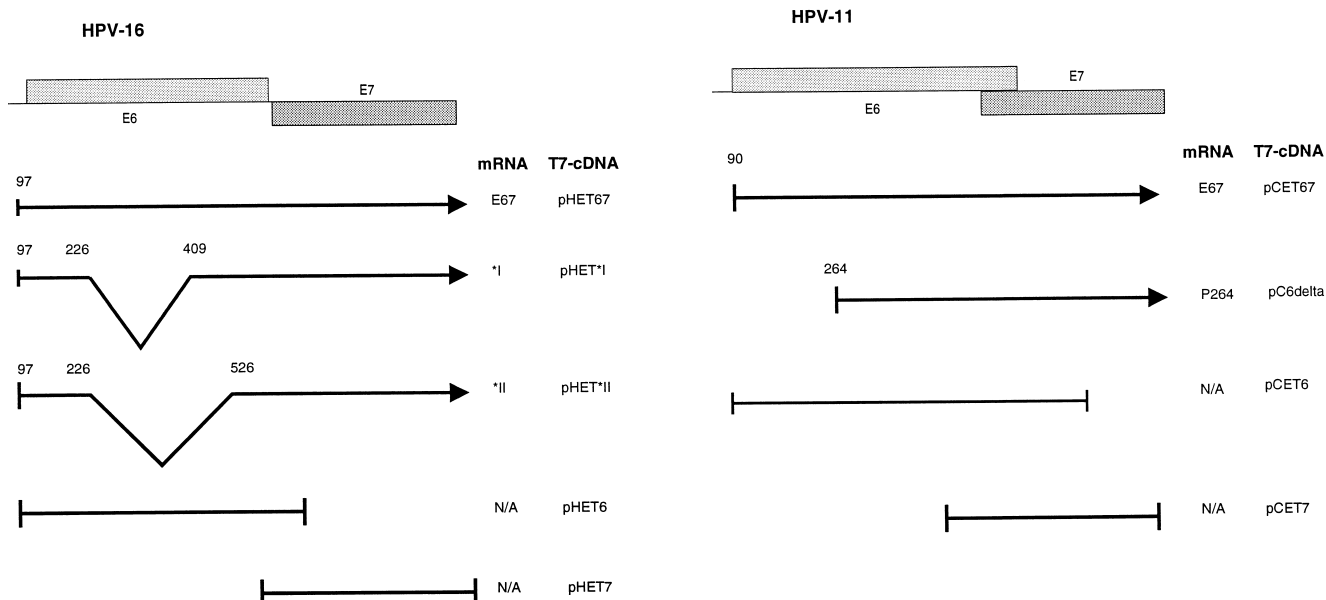 HPV-16
E6
E7
mRNA T7-cDNA
97
E67 pHET67
97 226 409
*I pHET*I
97 226 526
*II pHET*II
N/A pHET6
N/A pHET7
HPV-11
E6
E7
mRNA T7-cDNA
90
E67 pCET67
264
P264 pC6delta
N/A pCET6
N/A pCET7